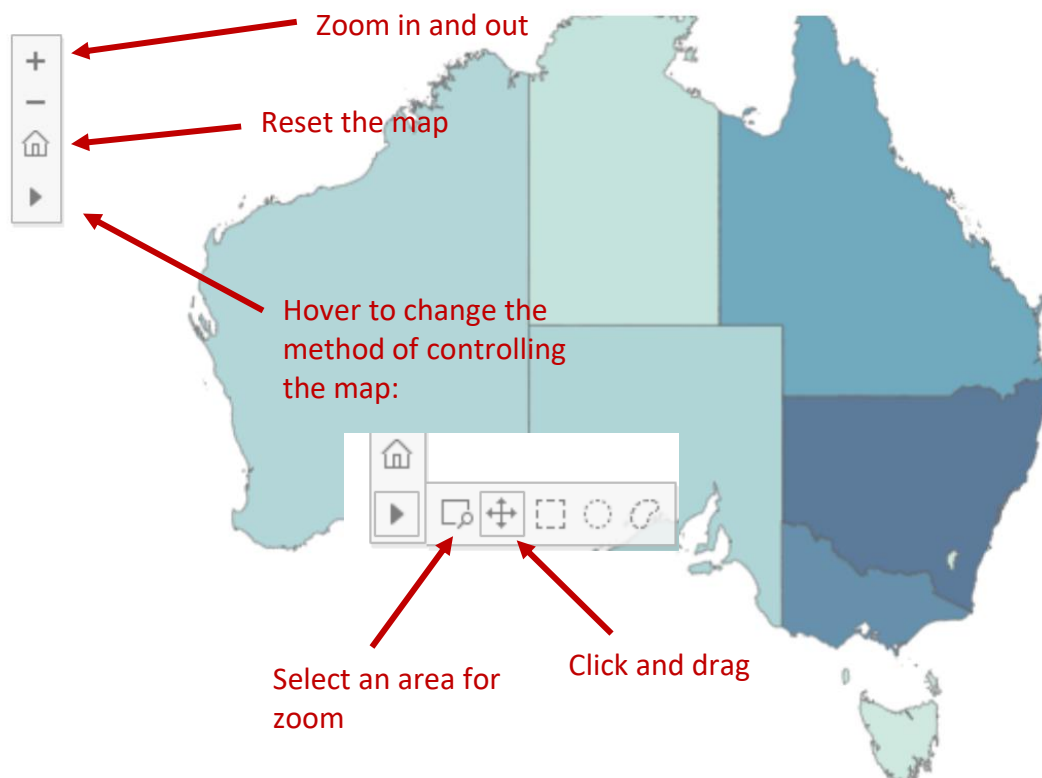 Zoom in and out
Reset the map
Hover to change the
method of controlling
the map:
Select an area for
zoom
Click and drag